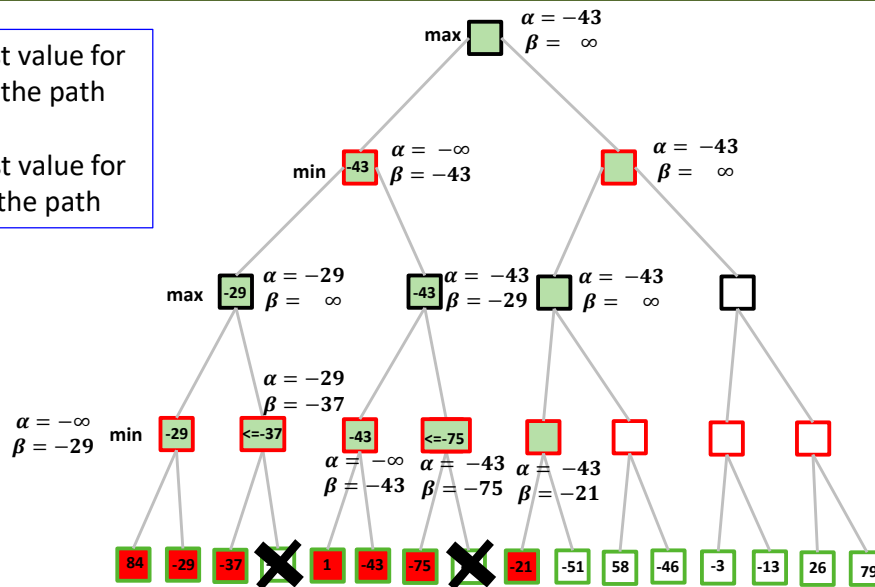 α = −43
max
β = ∞
st value for
the path
st value for
the path
min
-43
α = −∞
β = −43
α = −43
β = ∞
max
-29
α = −29
β = ∞
-43
α = −43
β = −29
α = −43
β = ∞
α = −29
β = −37
α = −∞
β = −29
min
-29
<=-37
-43
<=-75
α = −∞
β = −43
α = −43
β = −75
α = −43
β = −21
84 -29 -37 1 -43 -75 -21 -51 58 -46 -3 -13 26 79